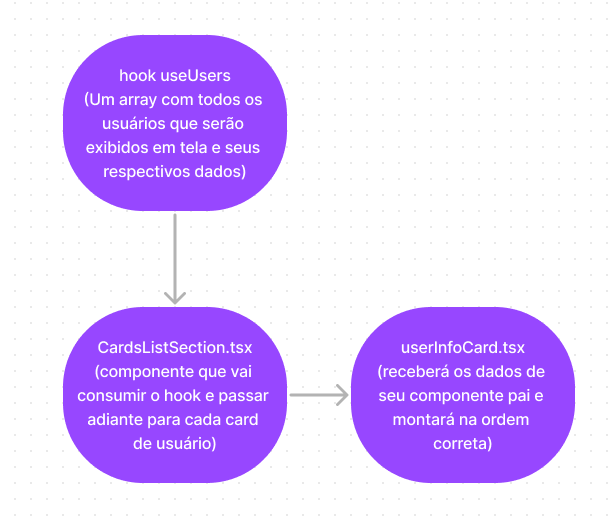 hook useUsers
(Um array com todos os
usuários que serão
exibidos em tela e seus
respectivos dados)
CardsListSection.tsx
(componente que vai
consumir o hook e passar
adiante para cada card
de usuário)
userInfoCard.tsx
(receberá os dados de
seu componente pai e
montará na ordem
correta)